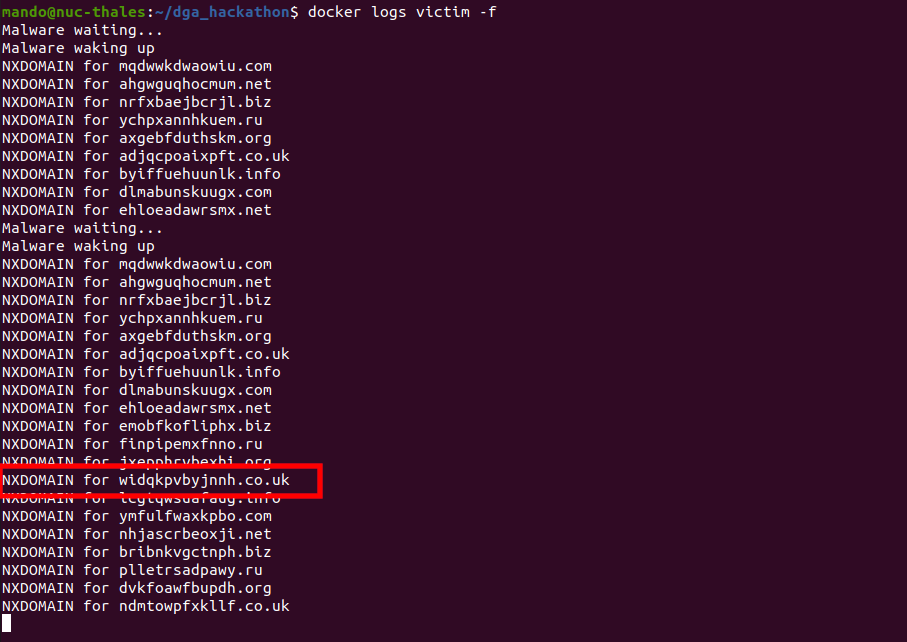 mando@nuc-thales:~/dga_hackathon$ docker logs victim -f
Malware waiting...
Malware waking up
NXDOMAIN for mqdwwkdwaowiu.com
NXDOMAIN for ahgwguqhocmum.net
NXDOMAIN for nrfxbaejbcrjl.biz
NXDOMAIN for ychpxannhkuem.ru
NXDOMAIN for axgebfduthskm.org
NXDOMAIN for adjqcpoaixpft.co.uk
NXDOMAIN for byiffuehuunlk.info
NXDOMAIN for dlmabunskuugx.com
NXDOMAIN for ehloeadawrsmx.net
Malware waiting...
Malware waking up
NXDOMAIN for mqdwwkdwaowiu.com
NXDOMAIN for ahgwguqhocmum.net
NXDOMAIN for nrfxbaejbcrjl.biz
NXDOMAIN for ychpxannhkuem.ru
NXDOMAIN for axgebfduthskm.org
NXDOMAIN for adjqcpoaixpft.co.uk
NXDOMAIN for byiffuehuunlk.info
NXDOMAIN for dlmabunskuugx.com
NXDOMAIN for ehloeadawrsmx.net
NXDOMAIN for emobfkofliphx.biz
NXDOMAIN for finpipemxfnno.ru
NXDOMAIN for
NXDOMAIN for widqkpvbyjnnh.co.uk
NXDOMAIN for
NXDOMAIN for ymfulfwaxkpbo.com
NXDOMAIN for nhjascrbeoxji.net
NXDOMAIN for bribnkvgctnph.biz
NXDOMAIN for plletrsadpawy.ru
NXDOMAIN for dvkfoawfbupdh.org
NXDOMAIN for ndmtowpfxkllf.co.uk